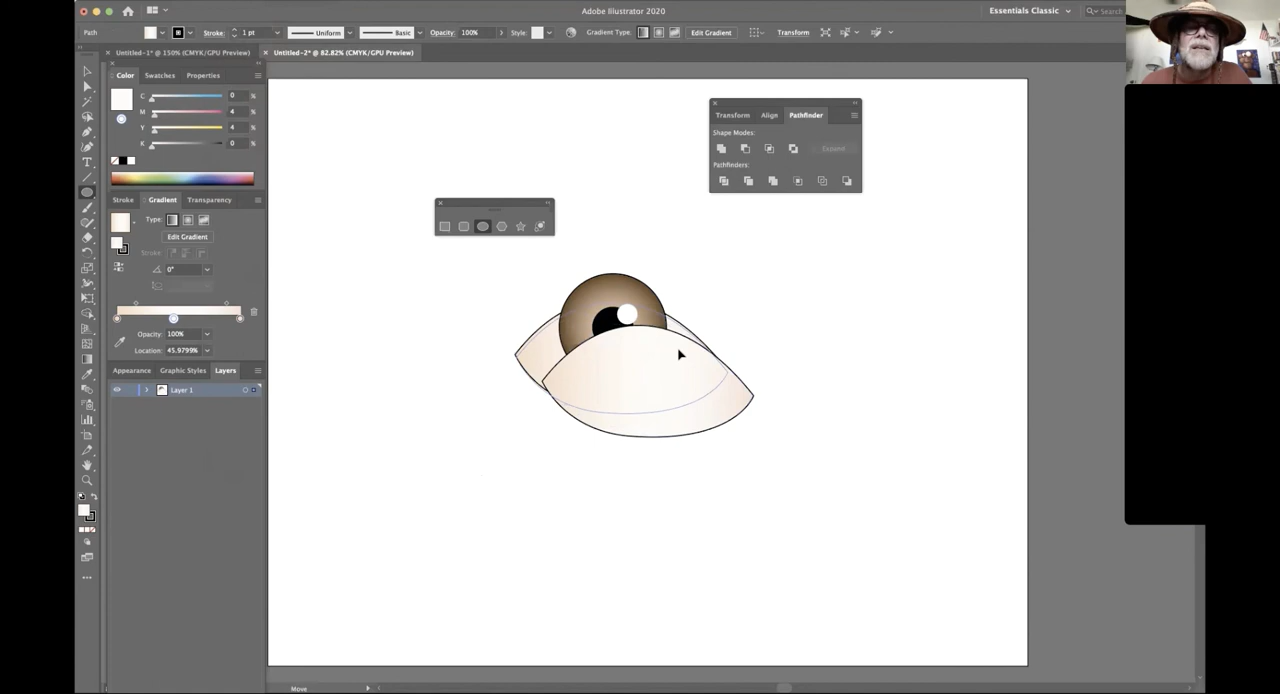 Adobe Illustrator 2020
Essentials Classic
Search
Path
Stroke: 1 pt
Uniform
Basic
Opacity: 100%
Style:
Gradient Type:
Edit Gradient
Transform
Untitled-1* @ 150% (CMYK/GPU Preview)
Untitled-2* @ 82.82% (CMYK/GPU Preview)
Color
Swatches
Properties
C 0 %
M 4 %
Y 4 %
K 0 %
Stroke
Gradient
Transparency
Type:
Edit Gradient
Stroke:
0°
Opacity: 100%
Location: 45.9799%
Appearance
Graphic Styles
Layers
Layer 1
Transform
Align
Pathfinder
Shape Modes:
Expand
Pathfinders:
Move